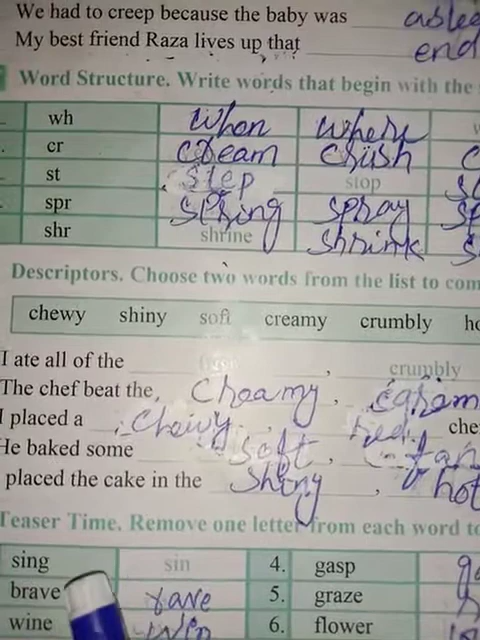 We had to creep because the baby was aslee
My best friend Raza lives up that end
Word Structure. Write words that begin with the
wh when where
cr cream crush
st step stop
spr spring spray
shr shrine shrink
Descriptors. Choose two words from the list to com
chewy shiny soft creamy crumbly ho
I ate all of the , crumbly
The chef beat the, Creamy ,
I placed a chewy , red, che
He baked some soft ,
placed the cake in the shiny , hot
Teaser Time. Remove one letter from each word to
sing sin 4. gasp
brave rave 5. graze
wine win 6. flower